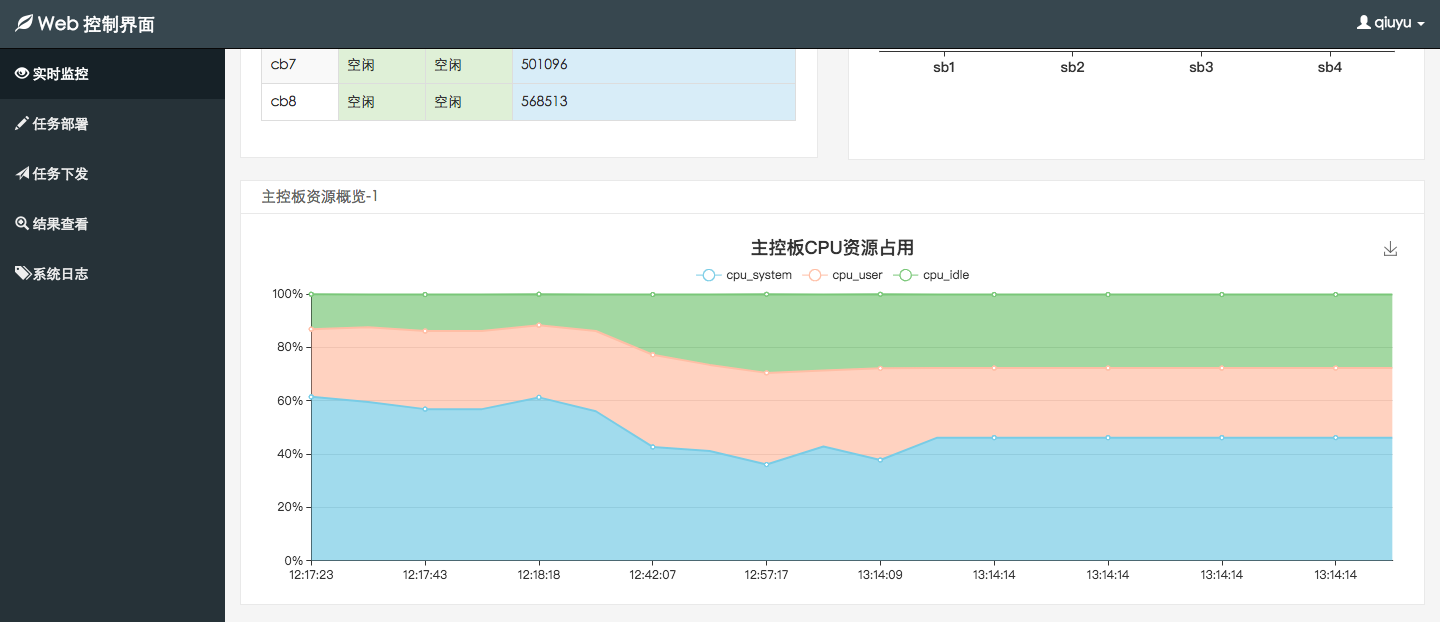 Web 控制界面
qiuyu
实时监控
任务部署
任务下发
结果查看
系统日志
cb7 空闲 空闲 501096
cb8 空闲 空闲 568513
sb1 sb2 sb3 sb4
主控板资源概览-1
主控板CPU资源占用
cpu_system cpu_user cpu_idle
100%
80%
60%
40%
20%
0%
12:17:23 12:17:43 12:18:18 12:42:07 12:57:17 13:14:09 13:14:14 13:14:14 13:14:14 13:14:14